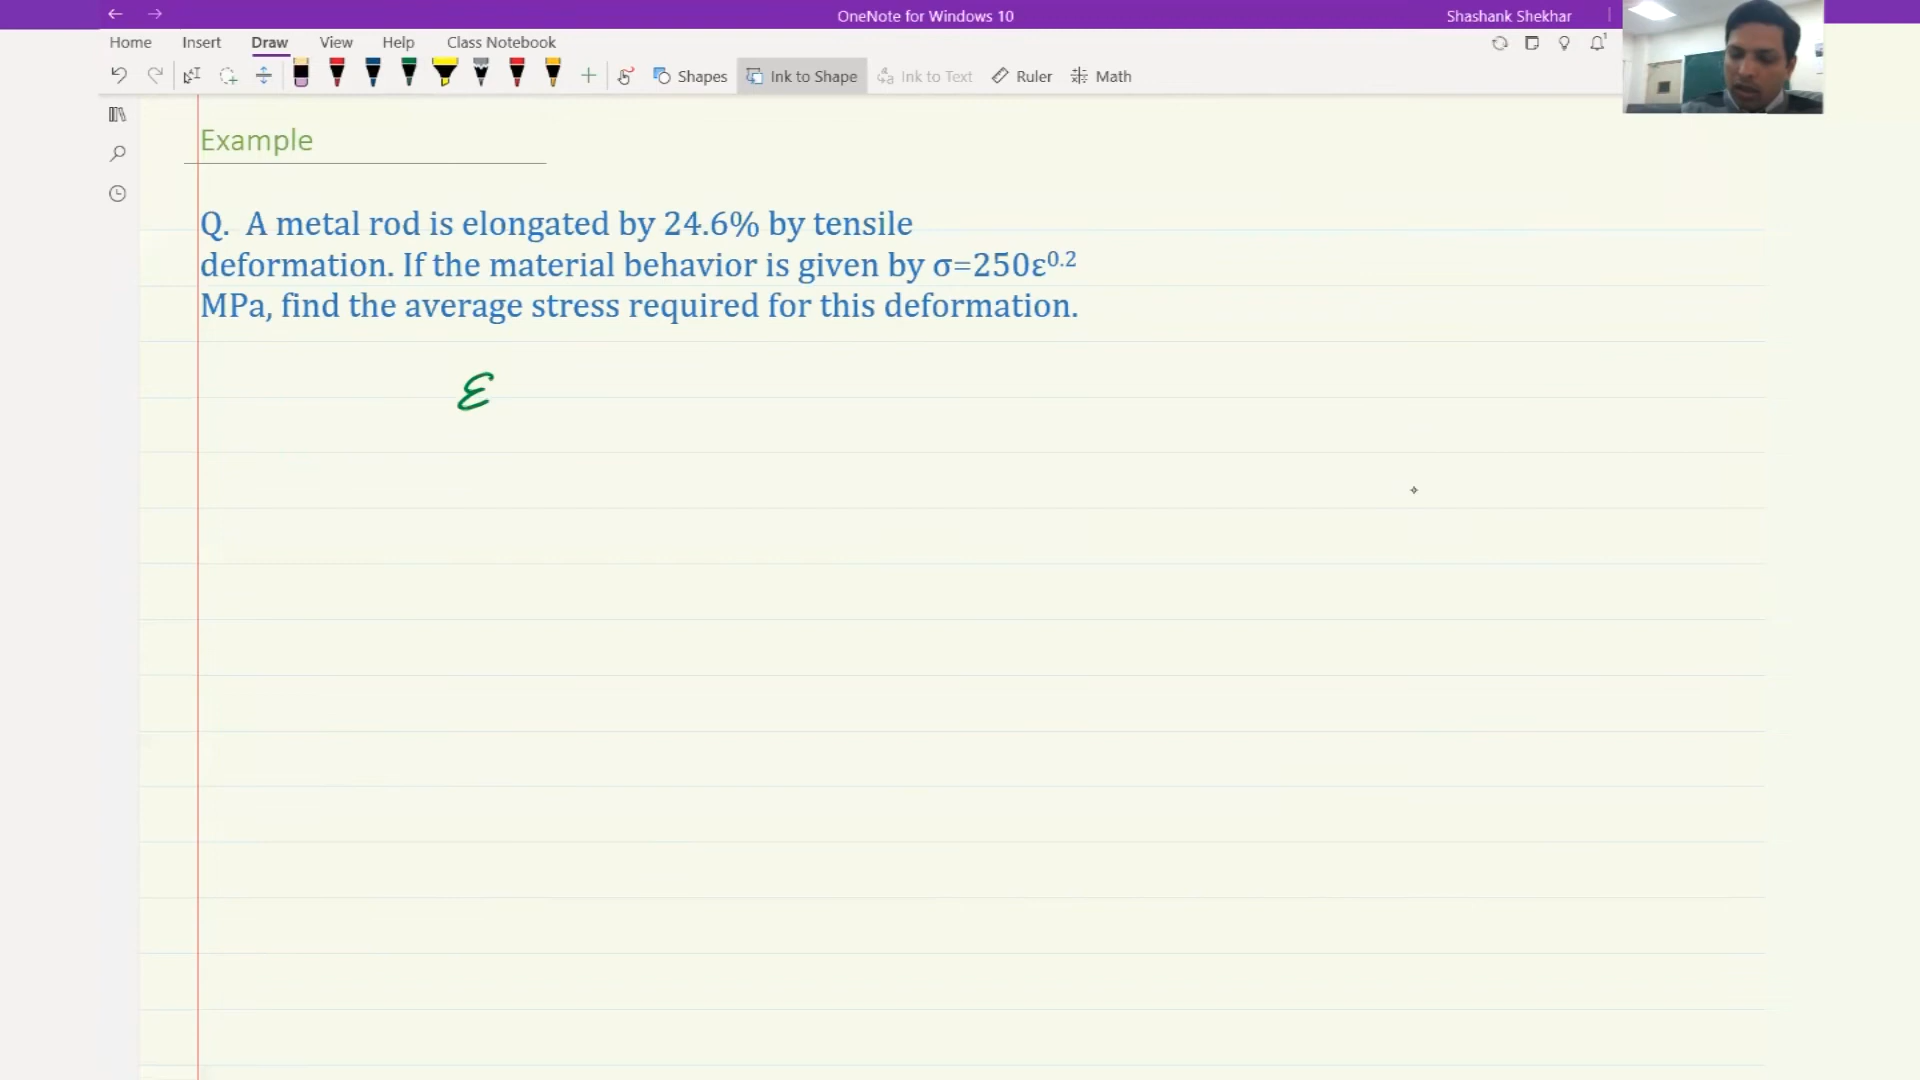 OneNote for Windows 10
Shashank Shekhar
Home Insert Draw View Help Class Notebook
Shapes Ink to Shape Ink to Text Ruler Math
Example
Q. A metal rod is elongated by 24.6% by tensile
deformation. If the material behavior is given by σ=250ε⁰·²
MPa, find the average stress required for this deformation.
ε